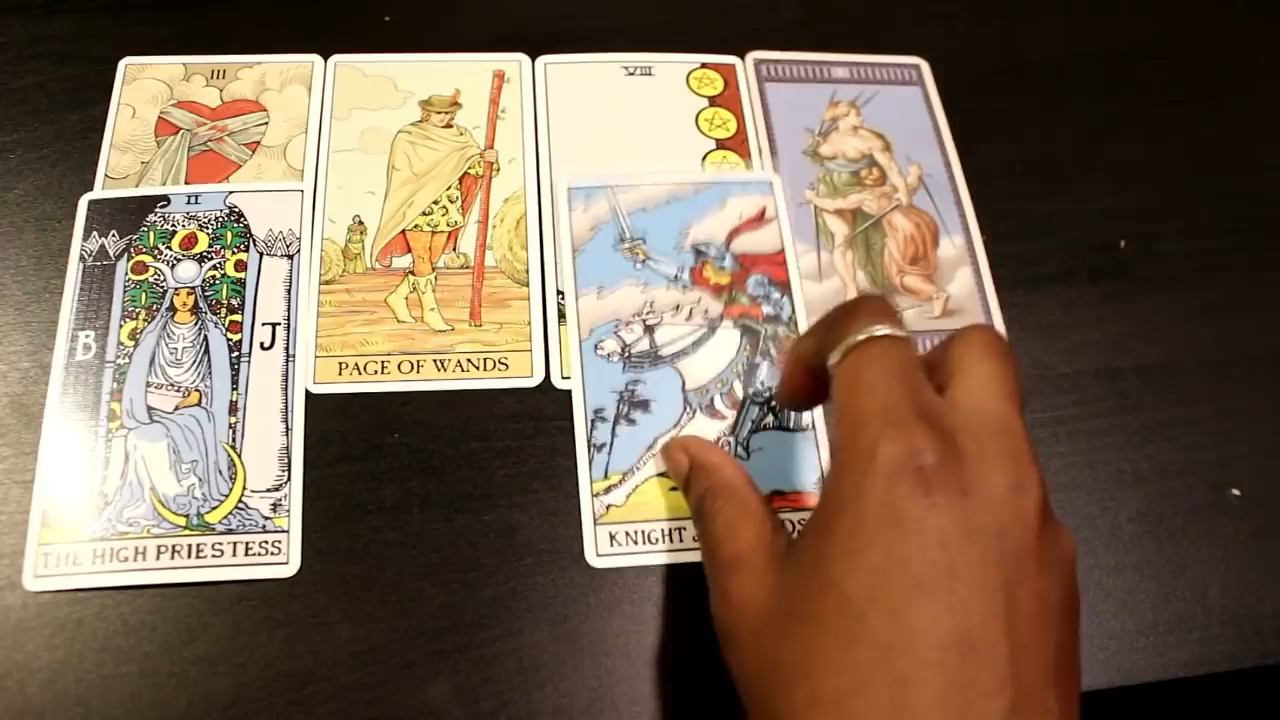 III
VIII
II
B
J
PAGE OF WANDS
THE HIGH PRIESTESS.
KNIGHT